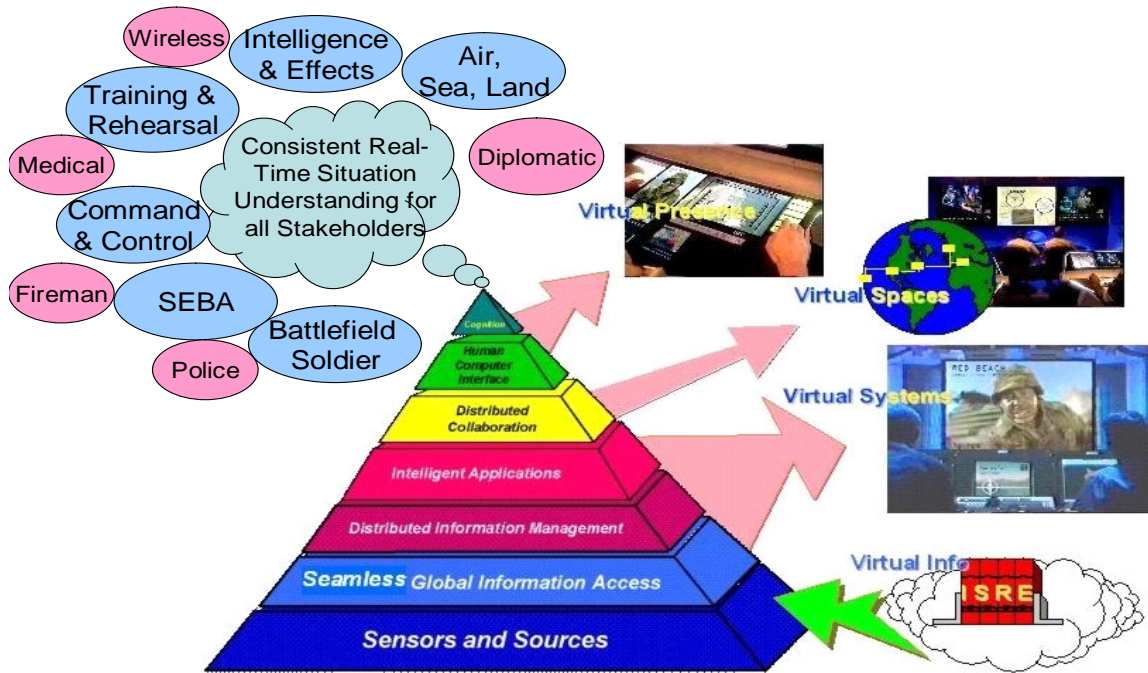 Wireless
Intelligence
& Effects
Air,
Sea, Land
Training &
Rehearsal
Consistent Real-
Time Situation
Understanding for
all Stakeholders
Diplomatic
Medical
Command
& Control
Fireman
SEBA
Battlefield
Soldier
Police
Virtual Presence
Virtual Spaces
Virtual Systems
RED BEACH
Virtual Info
ISRE
Cognition
Human
Computer
Interface
Distributed
Collaboration
Intelligent Applications
Distributed Information Management
Seamless Global Information Access
Sensors and Sources